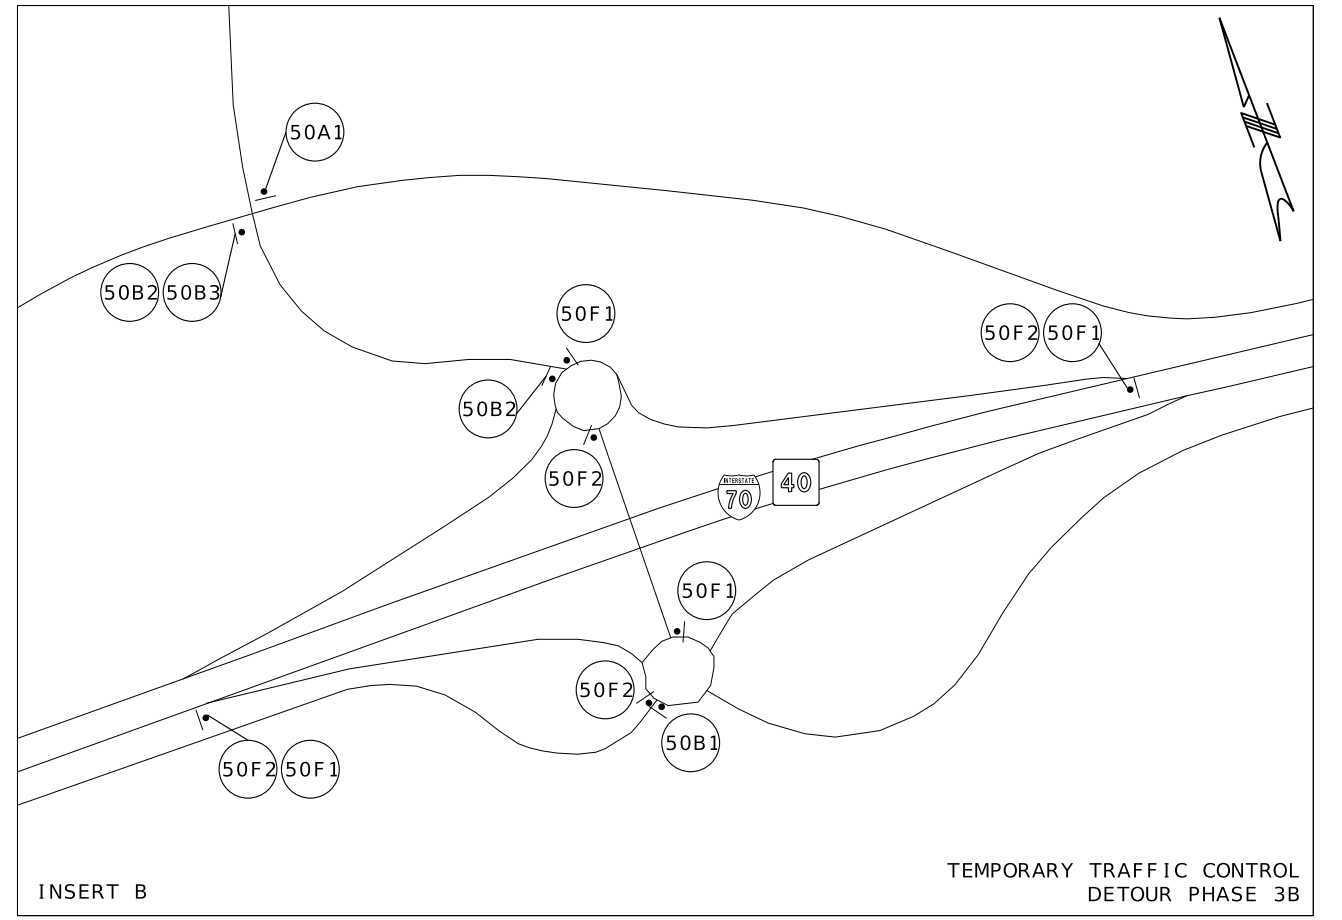 50A1
50B2 50B3
50F1
50F2 50F1
50B2
50F2
INTERSTATE
70
40
50F1
50F2
50B1
50F2 50F1
N
TEMPORARY TRAFFIC CONTROL
DETOUR PHASE 3B
INSERT B